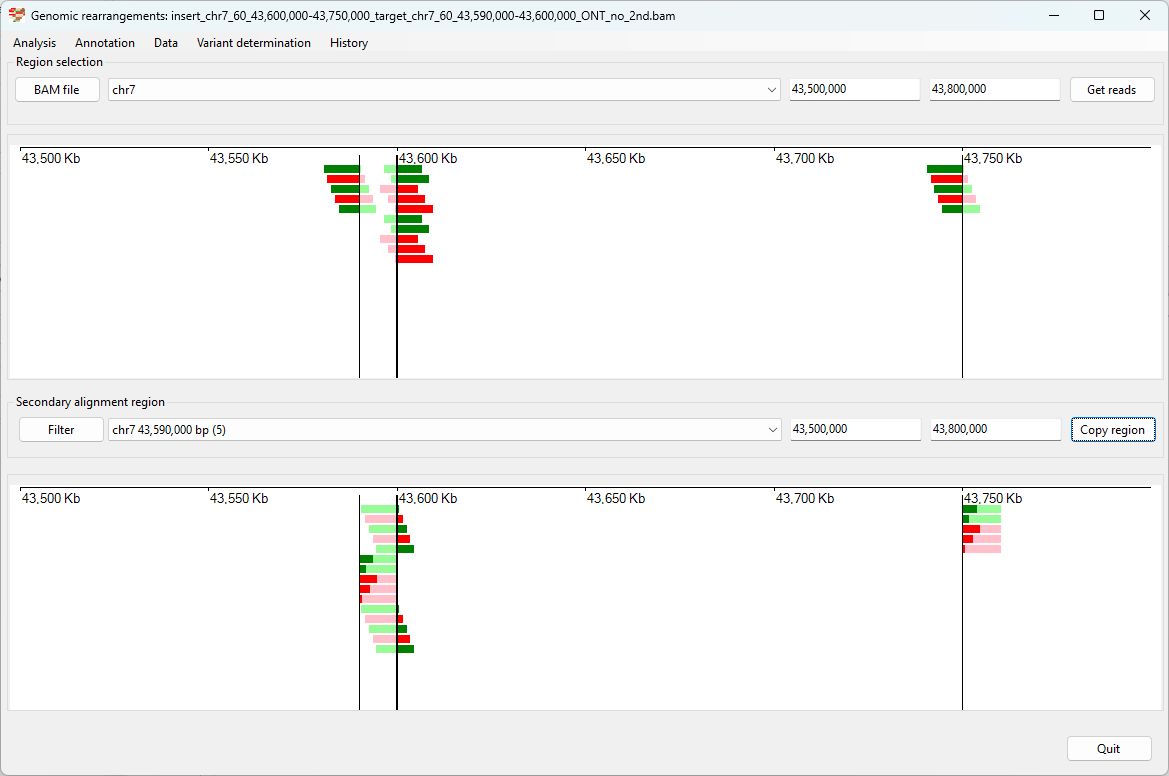 Genomic rearrangements: insert_chr7_60_43,600,000-43,750,000_target_chr7_60_43,590,000-43,600,000_ONT_no_2nd.bam
Analysis Annotation Data Variant determination History
Region selection
BAM file chr7 43,500,000 43,800,000 Get reads
43,500 Kb 43,550 Kb 43,600 Kb 43,650 Kb 43,700 Kb 43,750 Kb
Secondary alignment region
Filter chr7 43,590,000 bp (5) 43,500,000 43,800,000 Copy region
43,500 Kb 43,550 Kb 43,600 Kb 43,650 Kb 43,700 Kb 43,750 Kb
Quit